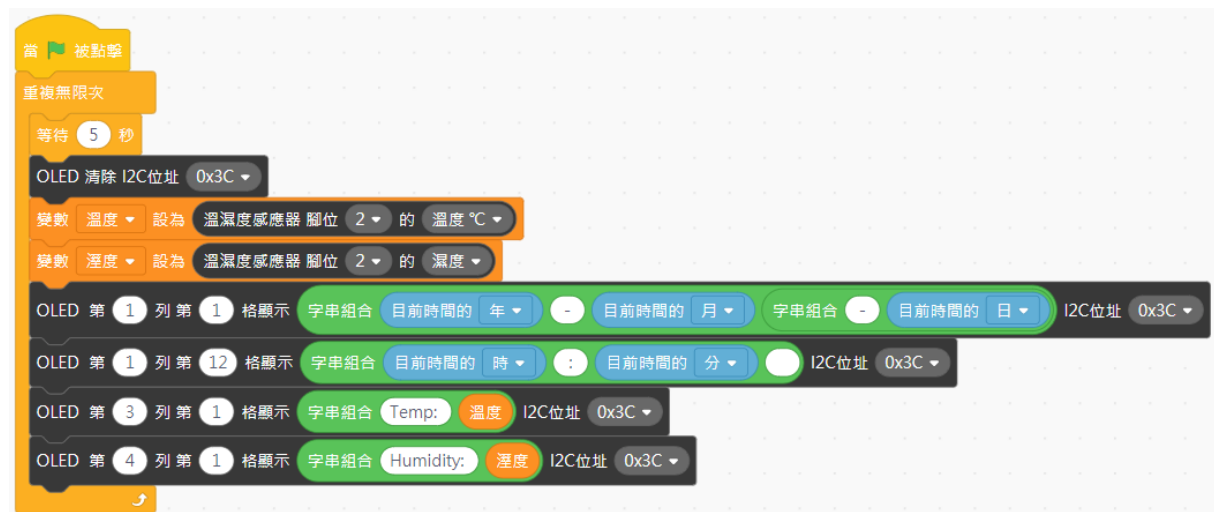 當 被點擊
重複無限次
等待 5 秒
OLED 清除 I2C位址 0x3C
變數 溫度 設為 溫濕度感應器 腳位 2 的 溫度 ℃
變數 溼度 設為 溫濕度感應器 腳位 2 的 濕度
OLED 第 1 列 第 1 格顯示 字串組合 目前時間的 年 - 目前時間的 月 字串組合 - 目前時間的 日 I2C位址 0x3C
OLED 第 1 列 第 12 格顯示 字串組合 目前時間的 時 : 目前時間的 分 I2C位址 0x3C
OLED 第 3 列 第 1 格顯示 字串組合 Temp: 溫度 I2C位址 0x3C
OLED 第 4 列 第 1 格顯示 字串組合 Humidity: 溼度 I2C位址 0x3C